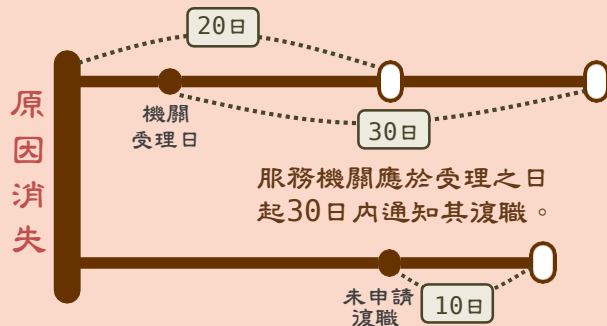 20日
機關
受理日
30日
原因消失
服務機關應於受理之日
起30日內通知其復職。
未申請
復職
10日